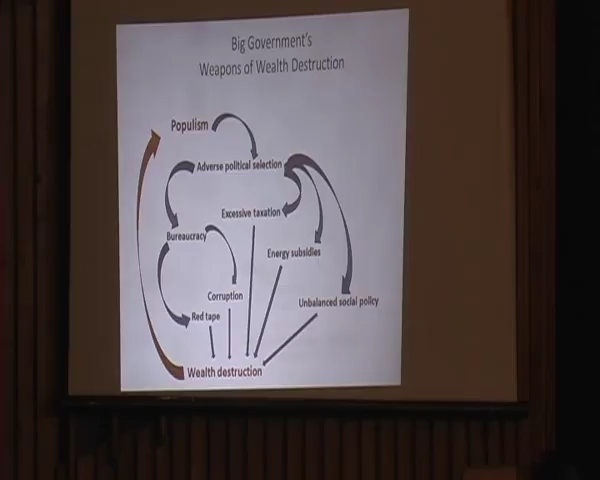 Big Government's
Weapons of Wealth Destruction
Populism
Adverse political selection
Excessive taxation
Bureaucracy
Energy subsidies
Corruption
Unbalanced social policy
Red tape
Wealth destruction